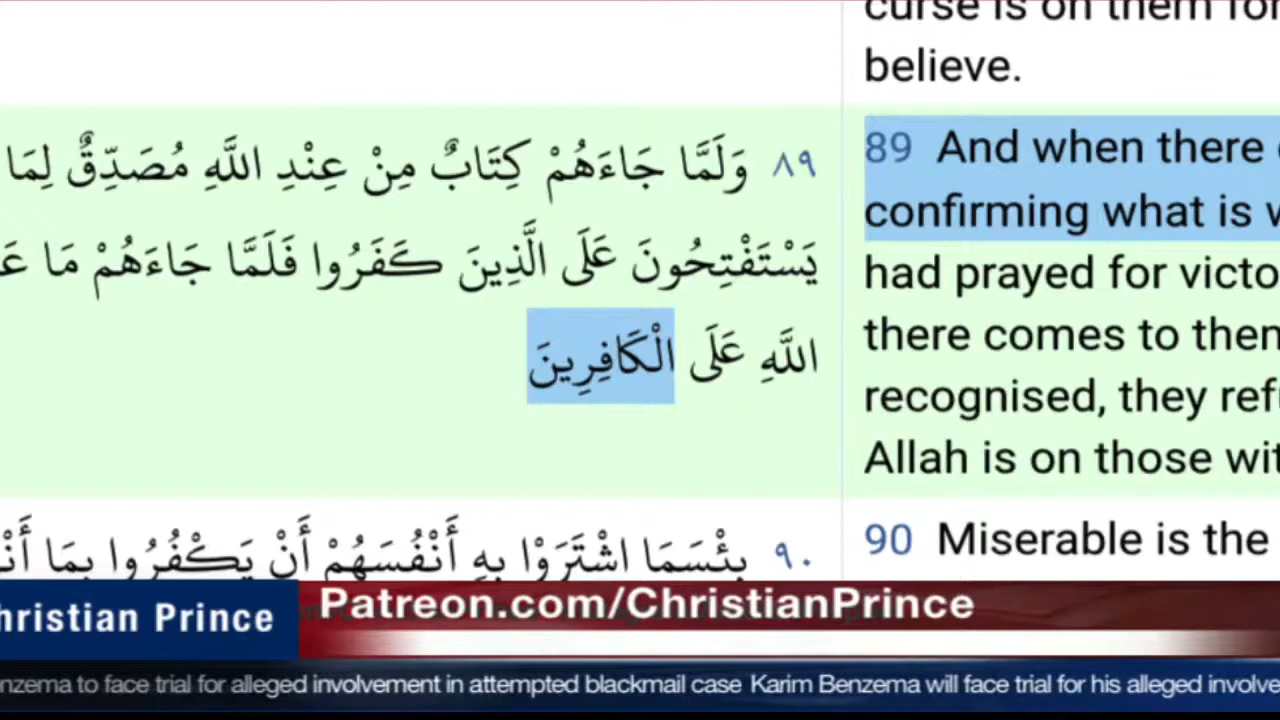 curse is on them for
believe.
٨٩ وَلَمَّا جَاءَهُمْ كِتَابٌ مِنْ عِنْدِ اللَّهِ مُصَدِّقٌ لِمَا
يَسْتَفْتِحُونَ عَلَى الَّذِينَ كَفَرُوا فَلَمَّا جَاءَهُمْ مَا عَ
اللَّهِ عَلَى الْكَافِرِينَ
89 And when there
confirming what is w
had prayed for victo
there comes to them
recognised, they refu
Allah is on those wit
٩٠ بِئْسَمَا اشْتَرَوْا بِهِ أَنْفُسَهُمْ أَنْ يَكْفُرُوا بِمَا أَنْ
90 Miserable is the
hristian Prince
Patreon.com/ChristianPrince
nzema to face trial for alleged involvement in attempted blackmail case Karim Benzema will face trial for his alleged involve